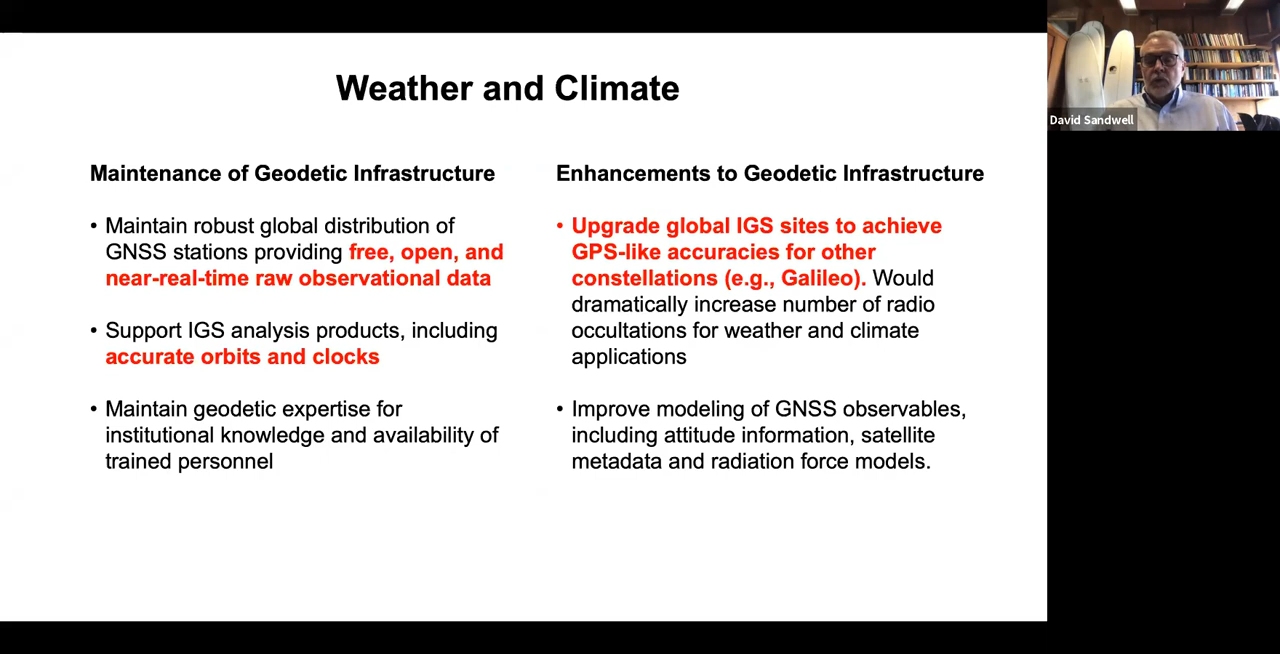 Weather and Climate
Maintenance of Geodetic Infrastructure
• Maintain robust global distribution of
GNSS stations providing free, open, and
near-real-time raw observational data
• Support IGS analysis products, including
accurate orbits and clocks
• Maintain geodetic expertise for
institutional knowledge and availability of
trained personnel
Enhancements to Geodetic Infrastructure
• Upgrade global IGS sites to achieve
GPS-like accuracies for other
constellations (e.g., Galileo). Would
dramatically increase number of radio
occultations for weather and climate
applications
• Improve modeling of GNSS observables,
including attitude information, satellite
metadata and radiation force models.
David Sandwell